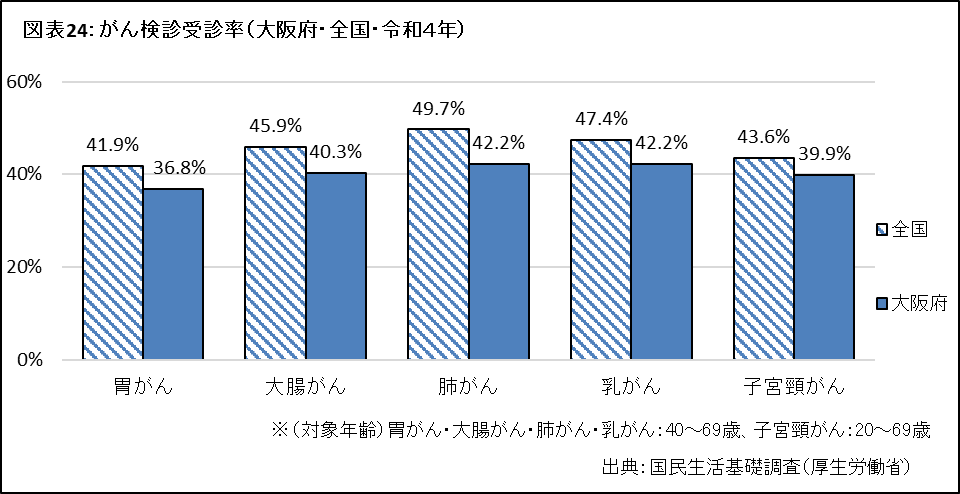 図表24：がん検診受診率（大阪府・全国・令和4年）
60%
40%
20%
0%
41.9%
36.8%
45.9%
40.3%
49.7%
42.2%
47.4%
42.2%
43.6%
39.9%
全国
大阪府
胃がん
大腸がん
肺がん
乳がん
子宮頸がん
※（対象年齢）胃がん・大腸がん・肺がん・乳がん：40～69歳、子宮頸がん：20～69歳
出典：国民生活基礎調査（厚生労働省）